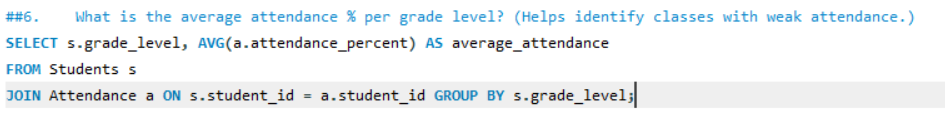 ##6.    What is the average attendance % per grade level? (Helps identify classes with weak attendance.)
SELECT s.grade_level, AVG(a.attendance_percent) AS average_attendance
FROM Students s
JOIN Attendance a ON s.student_id = a.student_id GROUP BY s.grade_level;